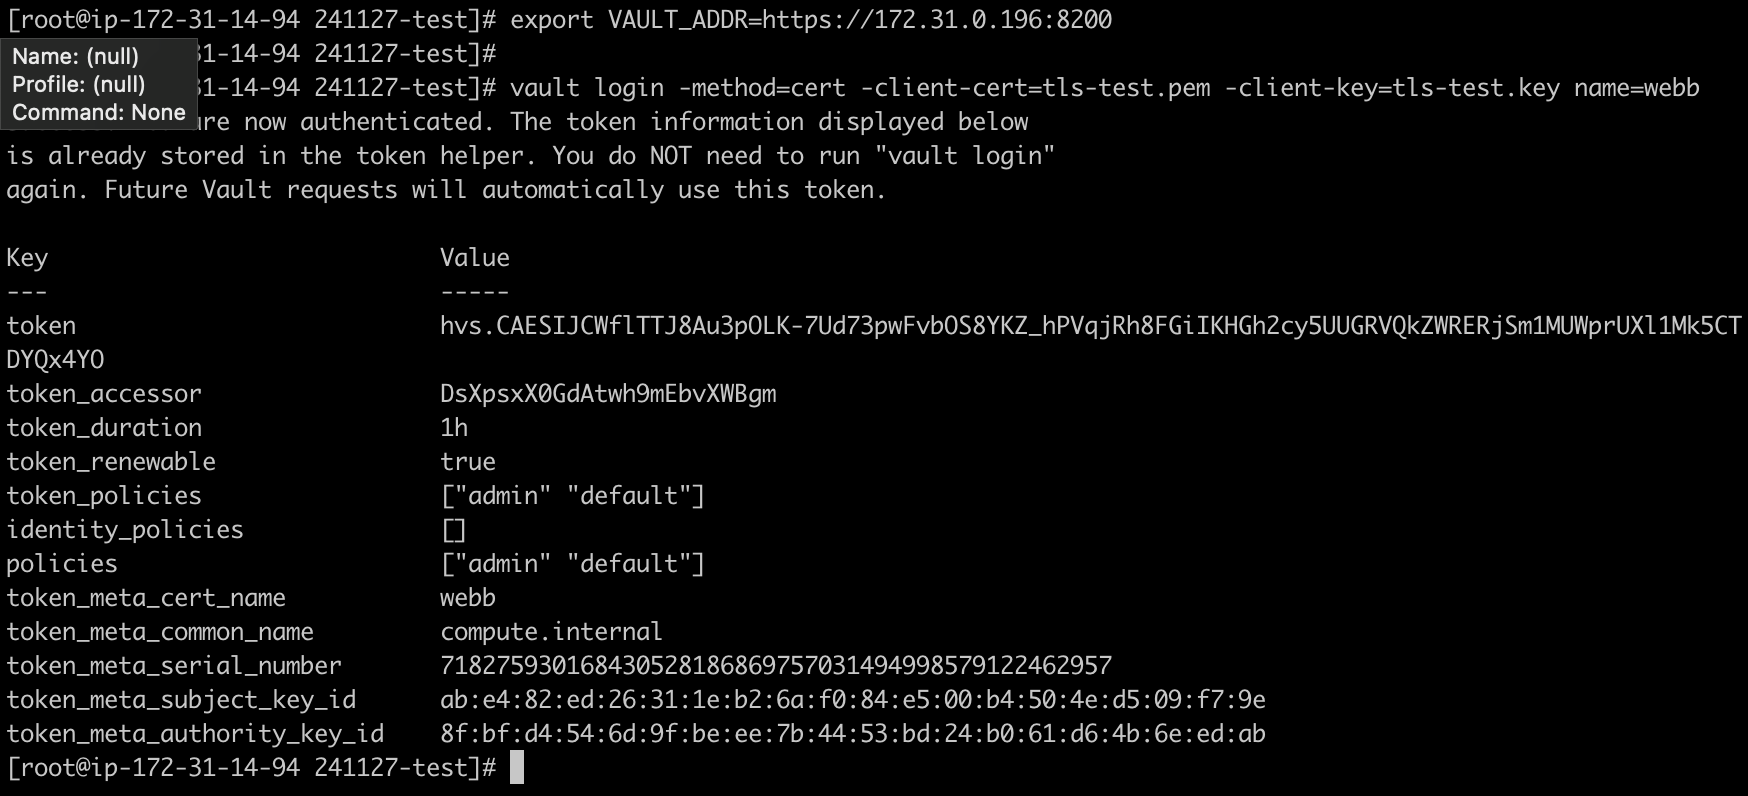 [root@ip-172-31-14-94 241127-test]# export VAULT_ADDR=https://172.31.0.196:8200
Name: (null)
Profile: (null)
Command: None
31-14-94 241127-test]#
31-14-94 241127-test]# vault login -method=cert -client-cert=tls-test.pem -client-key=tls-test.key name=webb
now authenticated. The token information displayed below
is already stored in the token helper. You do NOT need to run "vault login"
again. Future Vault requests will automatically use this token.
Key Value
--- -----
token hvs.CAESIJCWflTTJ8Au3pOLK-7Ud73pwFvbOS8YKZ_hPVqjRh8FGiIKHGh2cy5UUGRVQkZWRERjSm1MUWprUXl1Mk5CT
DYQx4YO
token_accessor DsXpsxX0GdAtwh9mEbvXWBgm
token_duration 1h
token_renewable true
token_policies ["admin" "default"]
identity_policies []
policies ["admin" "default"]
token_meta_cert_name webb
token_meta_common_name compute.internal
token_meta_serial_number 718275930168430528186869757031494998579122462957
token_meta_subject_key_id ab:e4:82:ed:26:31:1e:b2:6a:f0:84:e5:00:b4:50:4e:d5:09:f7:9e
token_meta_authority_key_id 8f:bf:d4:54:6d:9f:be:ee:7b:44:53:bd:24:b0:61:d6:4b:6e:ed:ab
[root@ip-172-31-14-94 241127-test]#